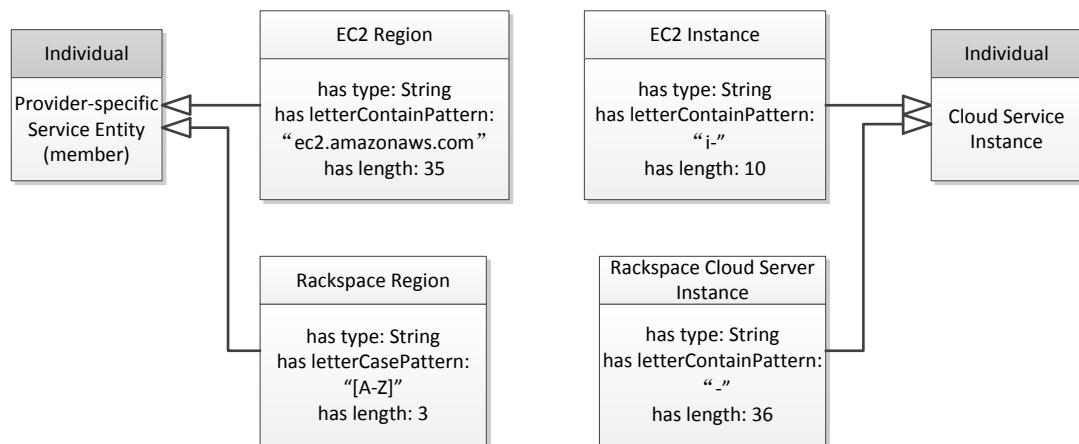 Individual
Provider-specific
Service Entity
(member)
EC2 Region
has type: String
has letterContainPattern:
“ec2.amazonaws.com”
has length: 35
EC2 Instance
has type: String
has letterContainPattern:
“i-”
has length: 10
Individual
Cloud Service
Instance
Rackspace Region
has type: String
has letterCasePattern:
“[A-Z]”
has length: 3
Rackspace Cloud Server
Instance
has type: String
has letterContainPattern:
“-”
has length: 36